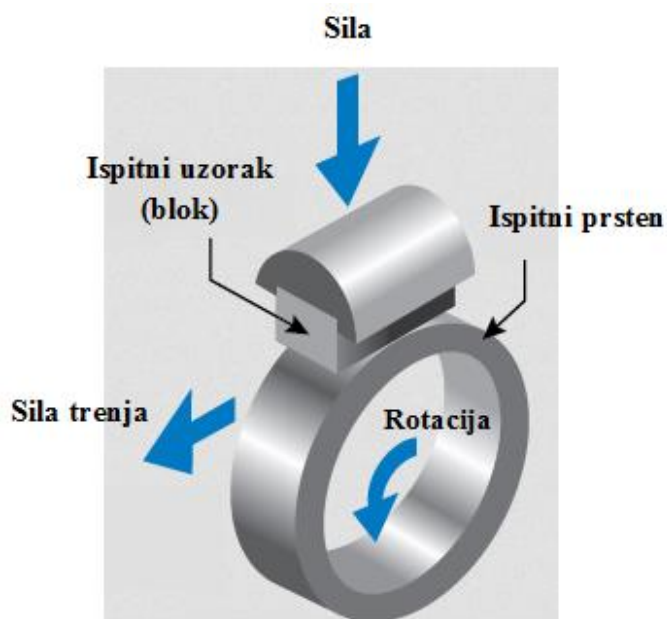 Sila
Ispitni uzorak
(blok)
Ispitni prsten
Sila trenja
Rotacija